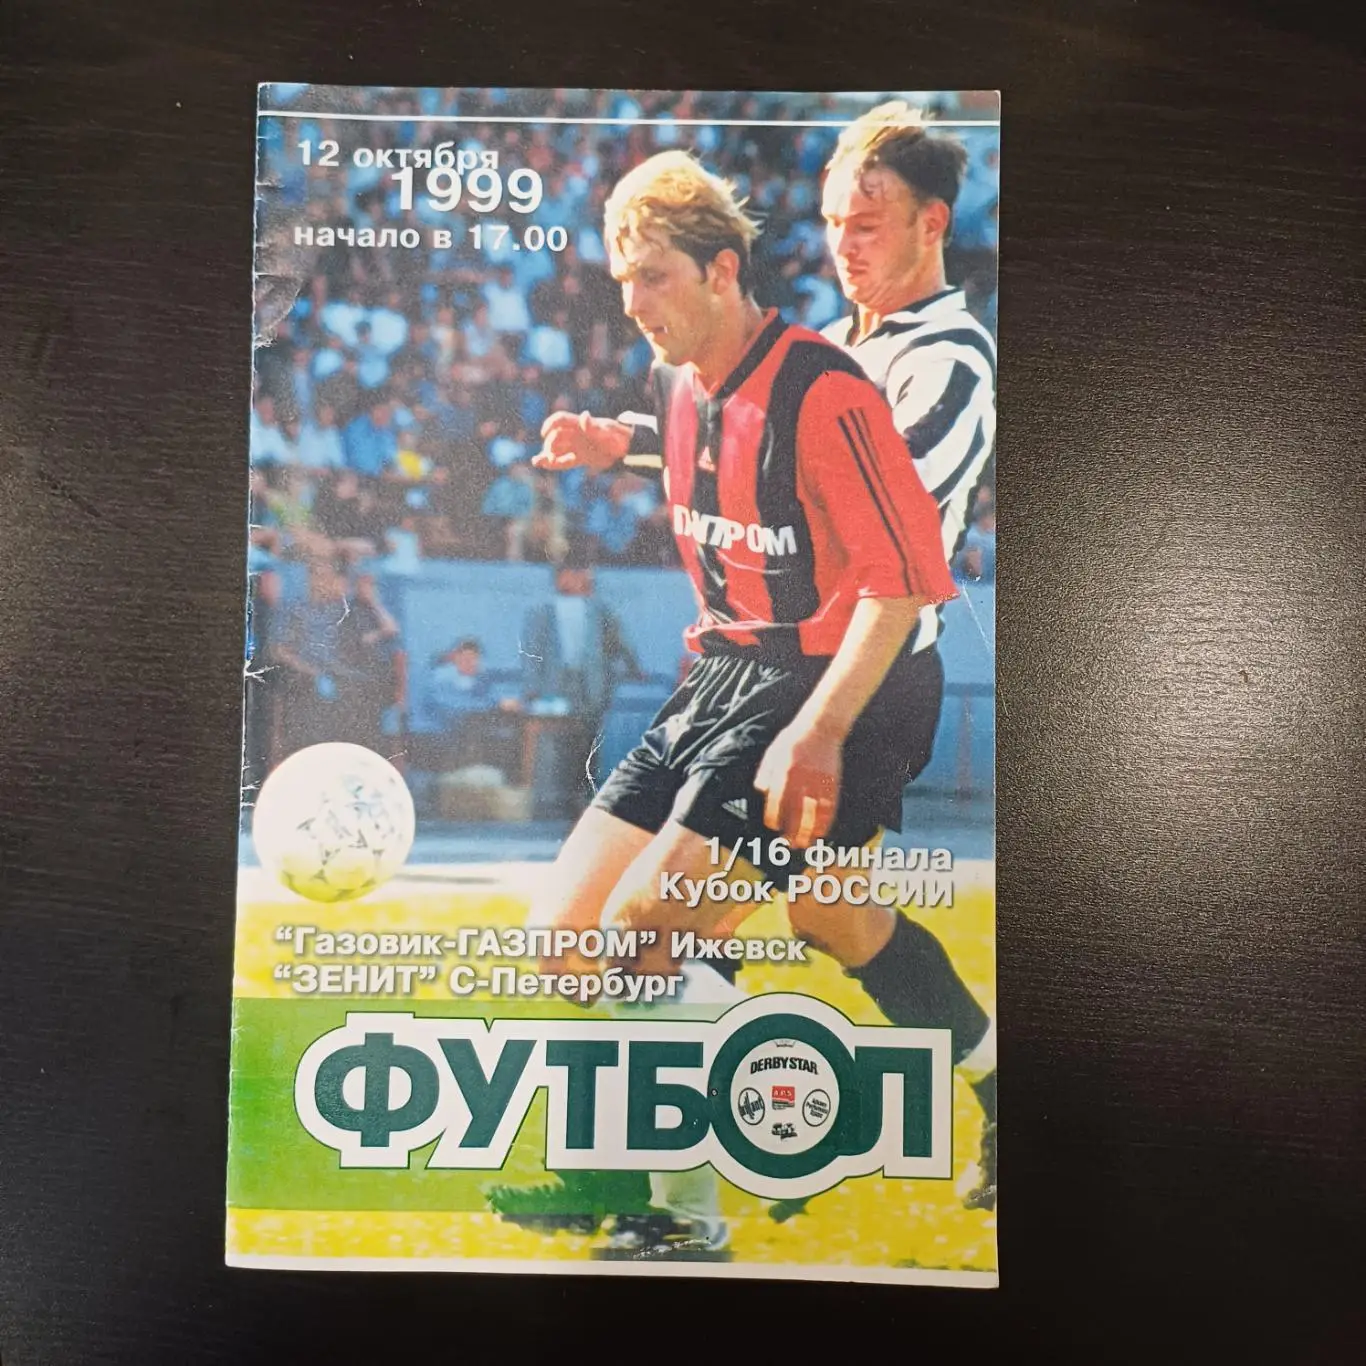 12 октября
1999
начало в 17.00
ГАЗПРОМ
1/16 финала
Кубок РОССИИ
"Газовик-ГАЗПРОМ" Ижевск
"ЗЕНИТ" С-Петербург
ФУТБОЛ
DERBYSTAR